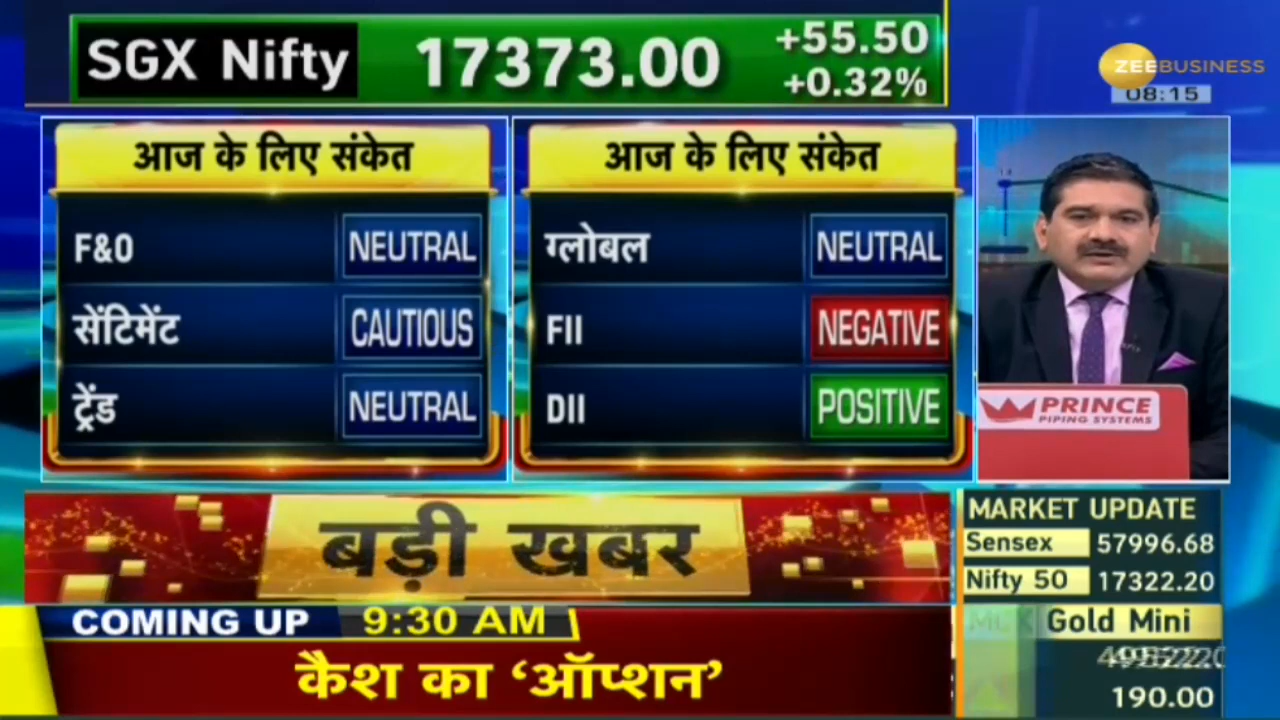 SGX Nifty 17373.00 +55.50
+0.32%
ZEEBUSINESS
08:15
आज के लिए संकेत
F&O NEUTRAL
सेंटिमेंट CAUTIOUS
ट्रेंड NEUTRAL
आज के लिए संकेत
ग्लोबल NEUTRAL
FII NEGATIVE
DII POSITIVE
PRINCE
PIPING SYSTEMS
बड़ी खबर
COMING UP 9:30 AM
कैश का ‘ऑप्शन’
MARKET UPDATE
Sensex 57996.68
Nifty 50 17322.20
MCX Gold Mini
190.00